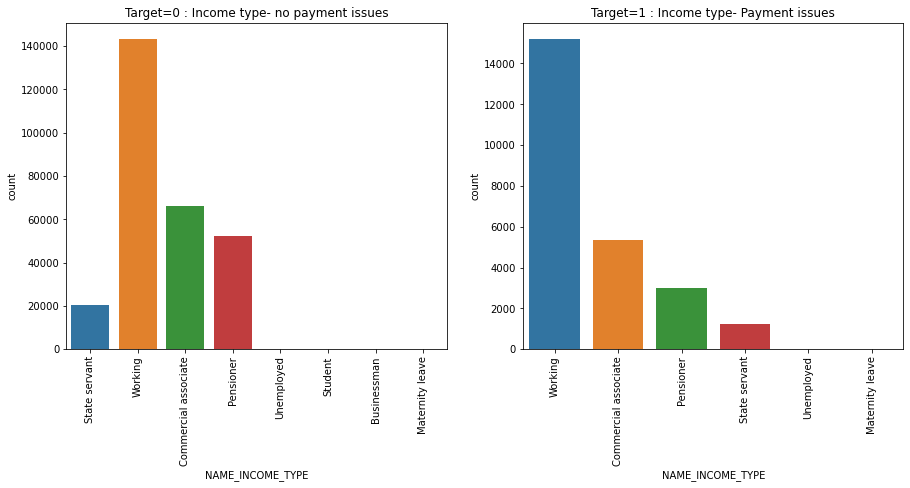 Target=0 : Income type- no payment issues
count
140000
120000
100000
80000
60000
40000
20000
0
State servant
Working
Commercial associate
Pensioner
Unemployed
Student
Businessman
Maternity leave
NAME_INCOME_TYPE
Target=1 : Income type- Payment issues
count
14000
12000
10000
8000
6000
4000
2000
0
Working
Commercial associate
Pensioner
State servant
Unemployed
Maternity leave
NAME_INCOME_TYPE